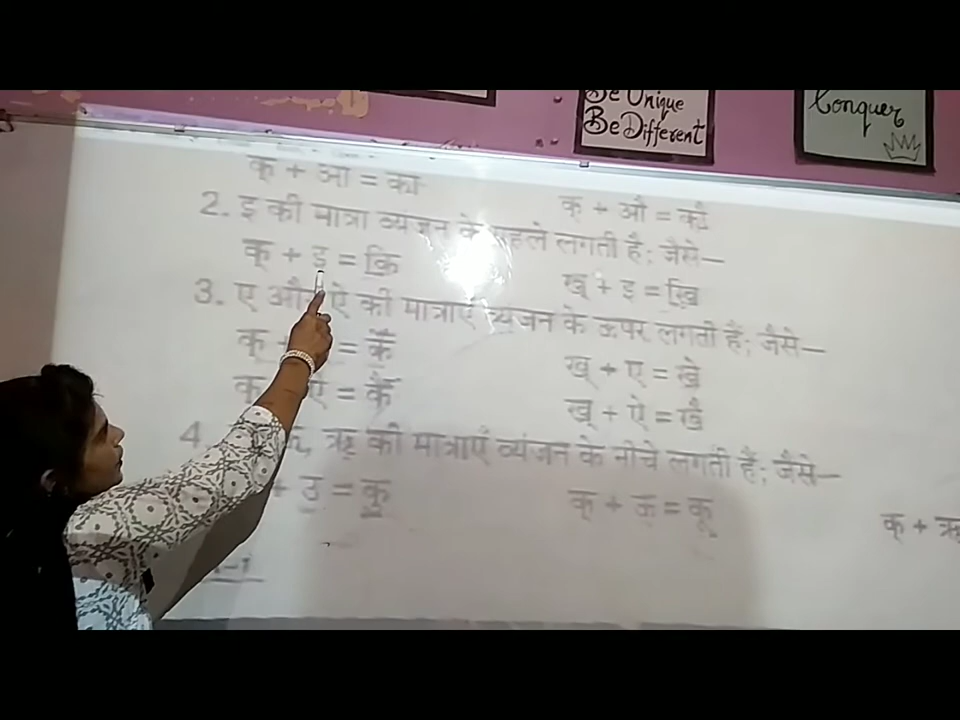 Be Unique
Be Different
Conquer
क् + आ = का
क् + औ = कौ
2. इ की मात्रा व्यंजन के पहले लगती है; जैसे—
क् + इ = कि
ख् + इ = खि
3. ए और ऐ की मात्राएँ व्यंजन के ऊपर लगती हैं; जैसे—
क् = के
ख् + ए = खे
क ऐ = कै
ख् + ऐ = खै
4. ऋ की मात्राएँ व्यंजन के नीचे लगती हैं; जैसे—
+ उ = कु
क् + ऊ = कू
क् + ऋ